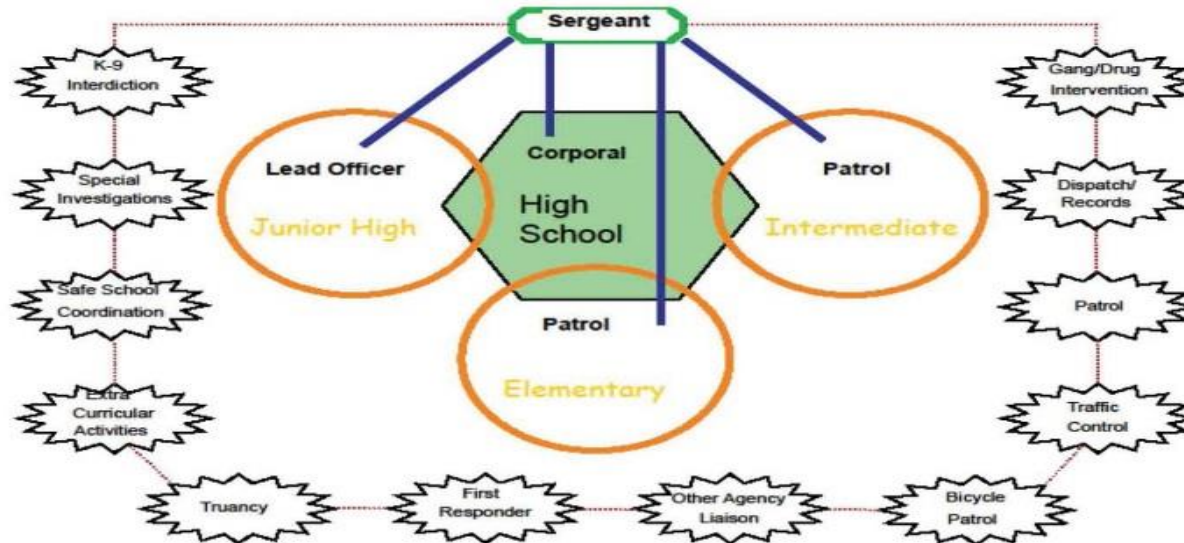 Sergeant
K-9
Interdiction
Gang/Drug
Intervention
Lead Officer
Corporal
Patrol
Special
Investigations
Junior High
High
School
Intermediate
Dispatch/
Records
Safe School
Coordination
Patrol
Elementary
Patrol
Extra
Curricular
Activities
Traffic
Control
Truancy
First
Responder
Other Agency
Liaison
Bicycle
Patrol